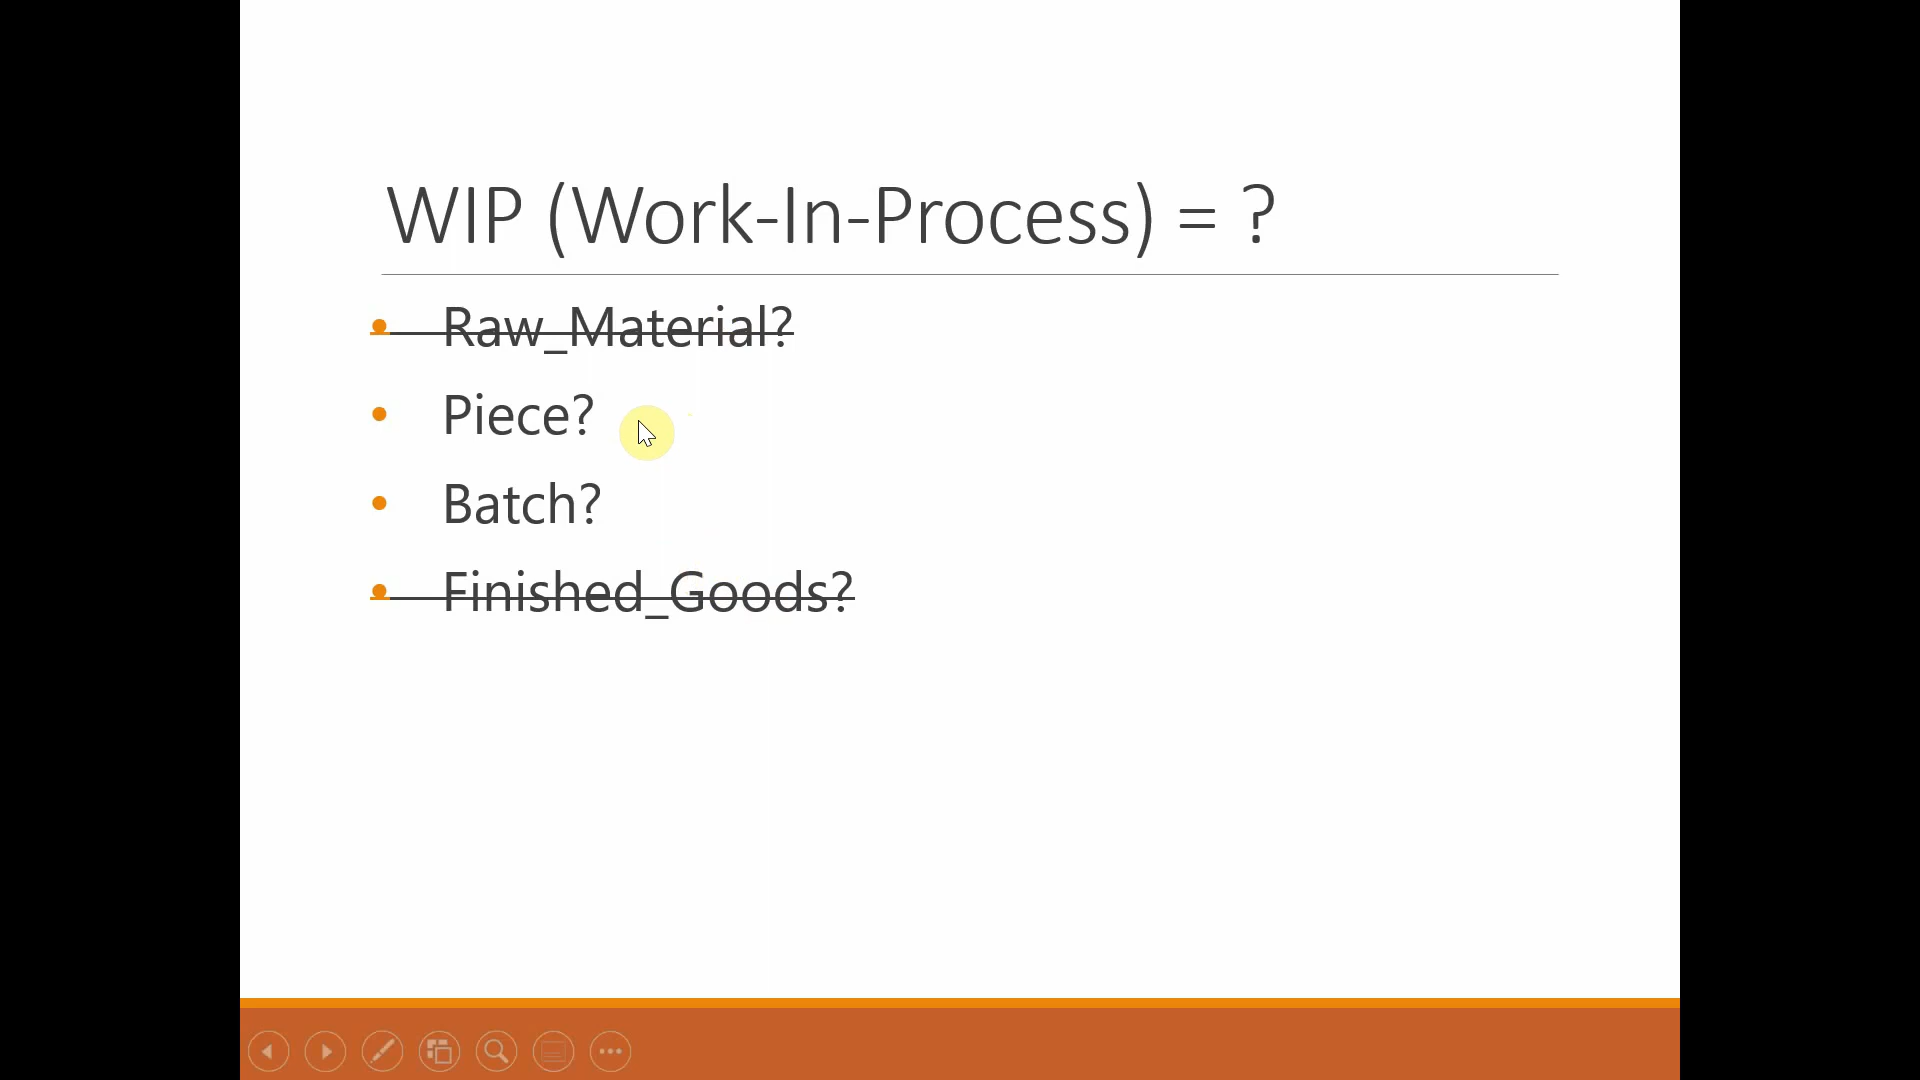 WIP (Work-In-Process) = ?
• Raw_Material?
• Piece?
• Batch?
• Finished_Goods?